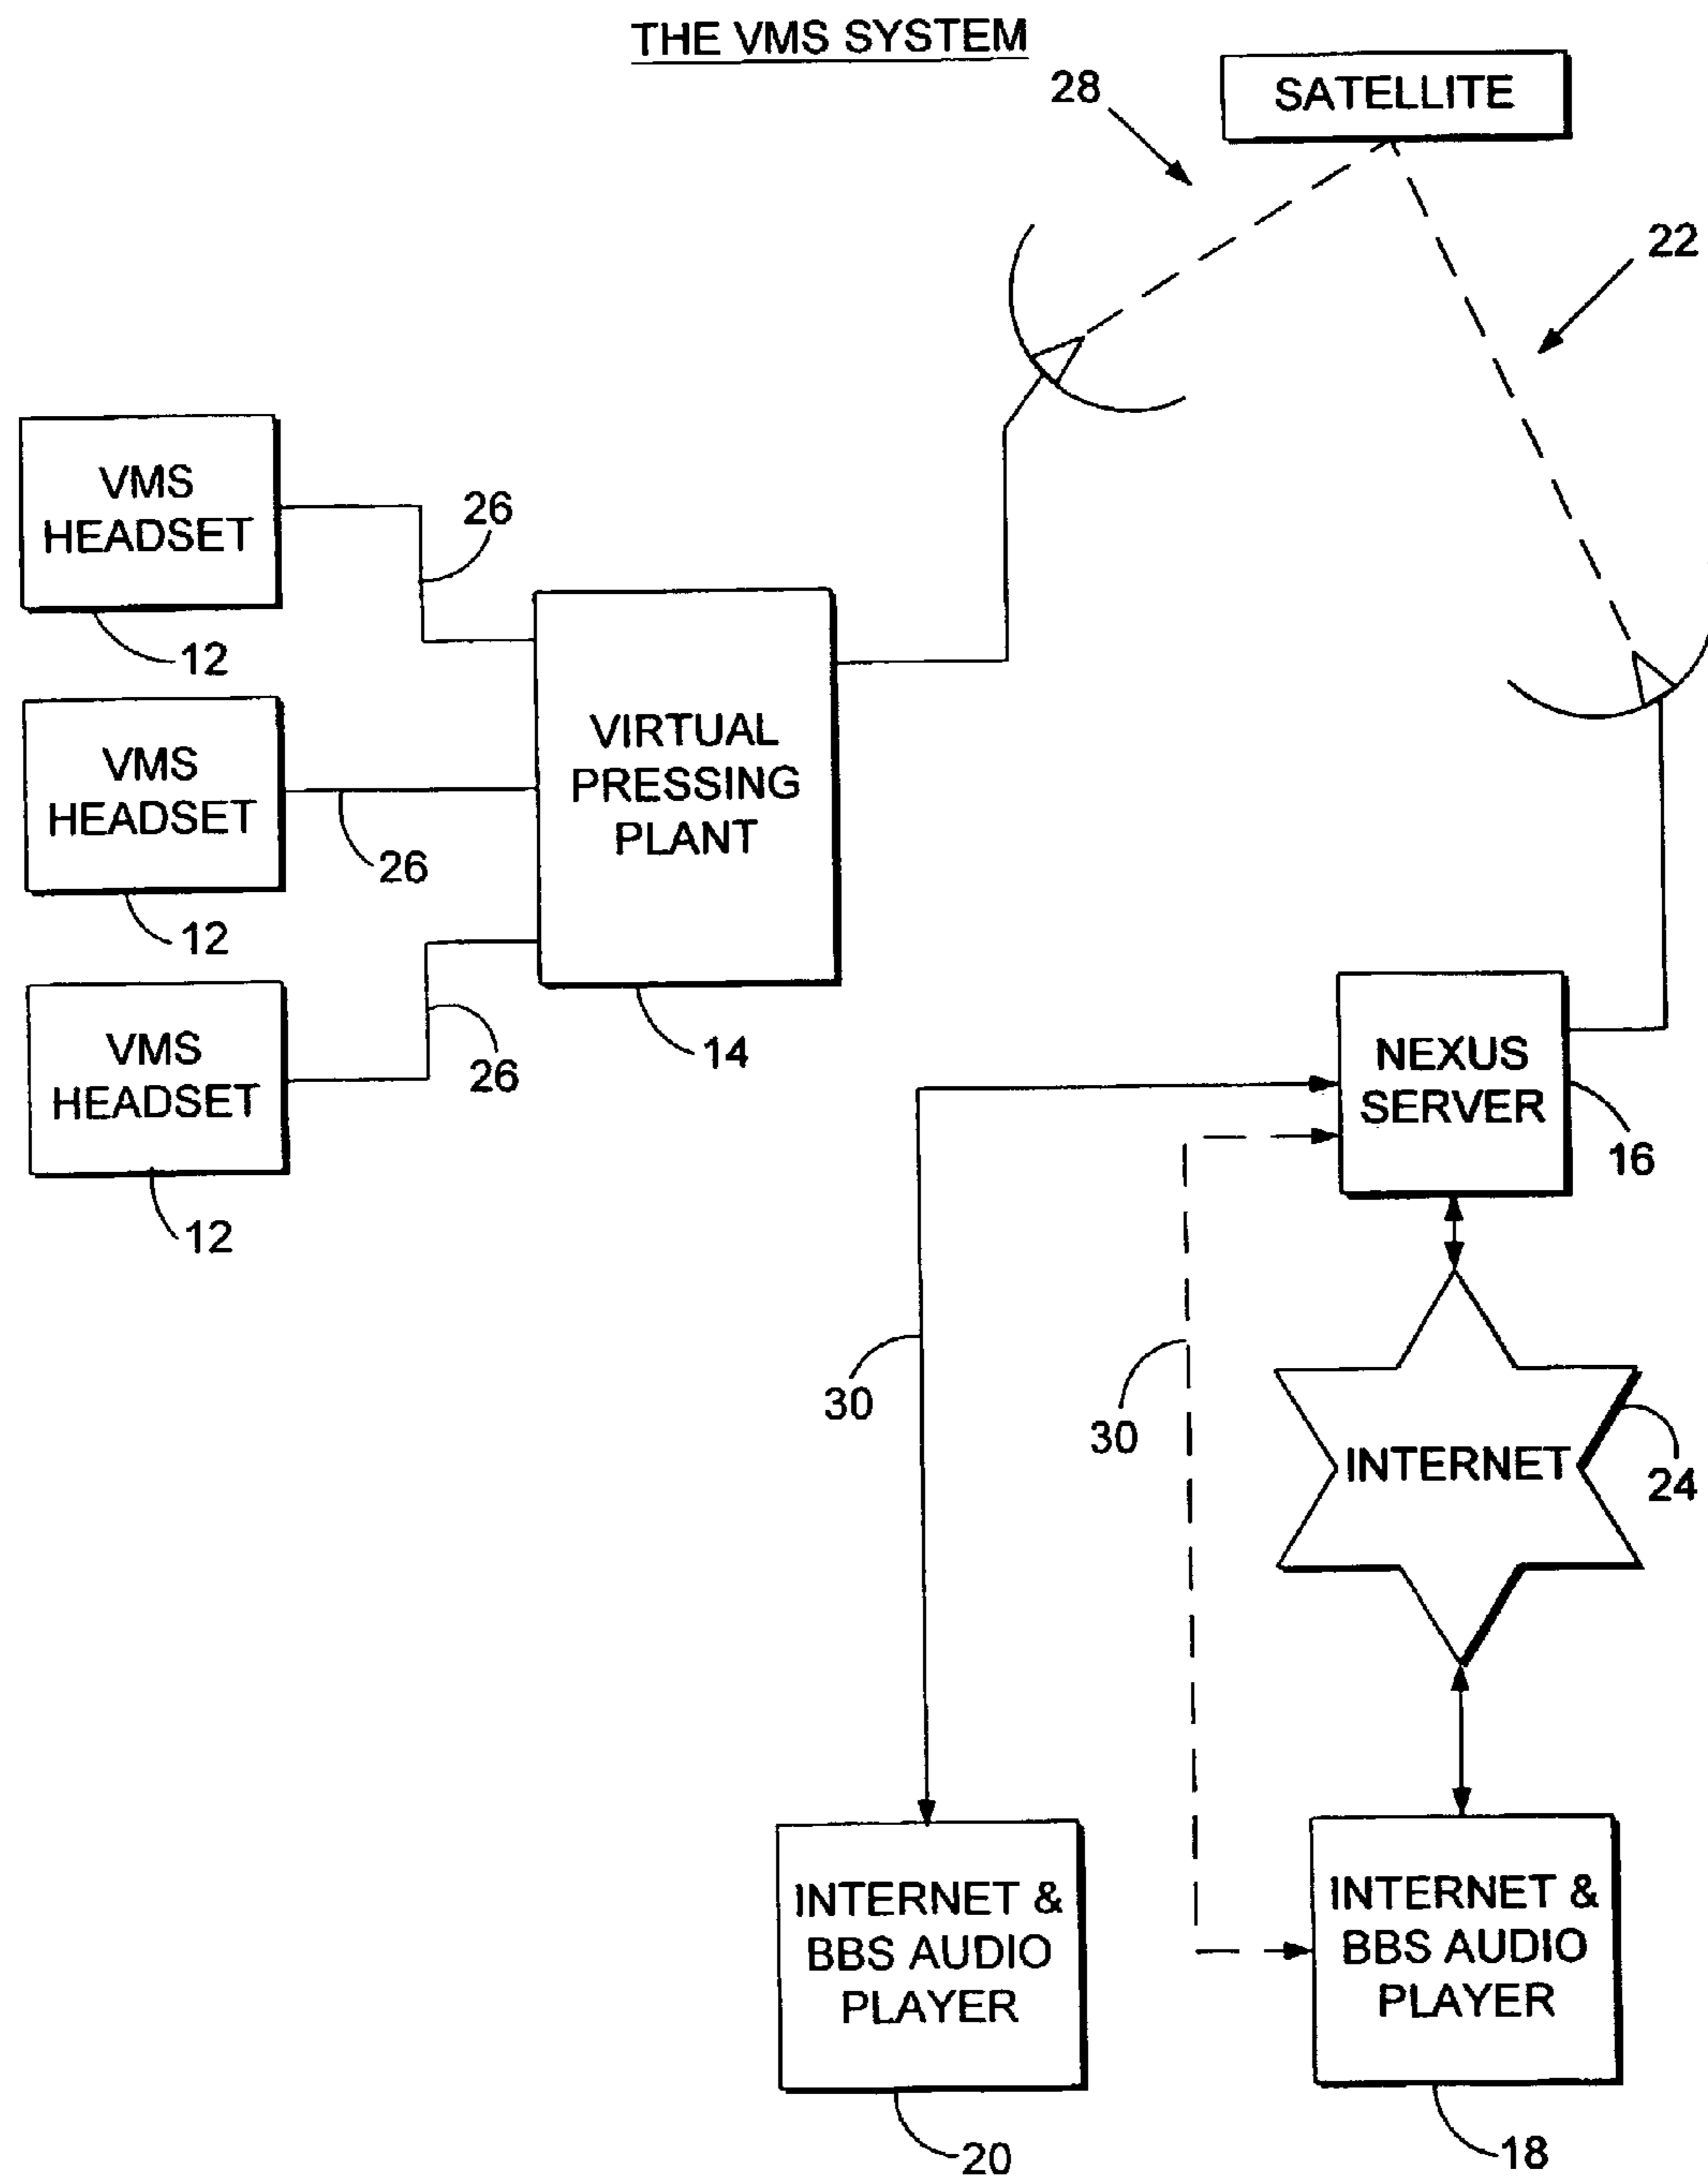 THE VMS SYSTEM
SATELLITE
28
22
VMS
HEADSET
26
12
VMS
HEADSET
26
12
VMS
HEADSET
26
12
VIRTUAL
PRESSING
PLANT
14
NEXUS
SERVER
16
30
30
INTERNET
24
INTERNET &
BBS AUDIO
PLAYER
20
INTERNET &
BBS AUDIO
PLAYER
18